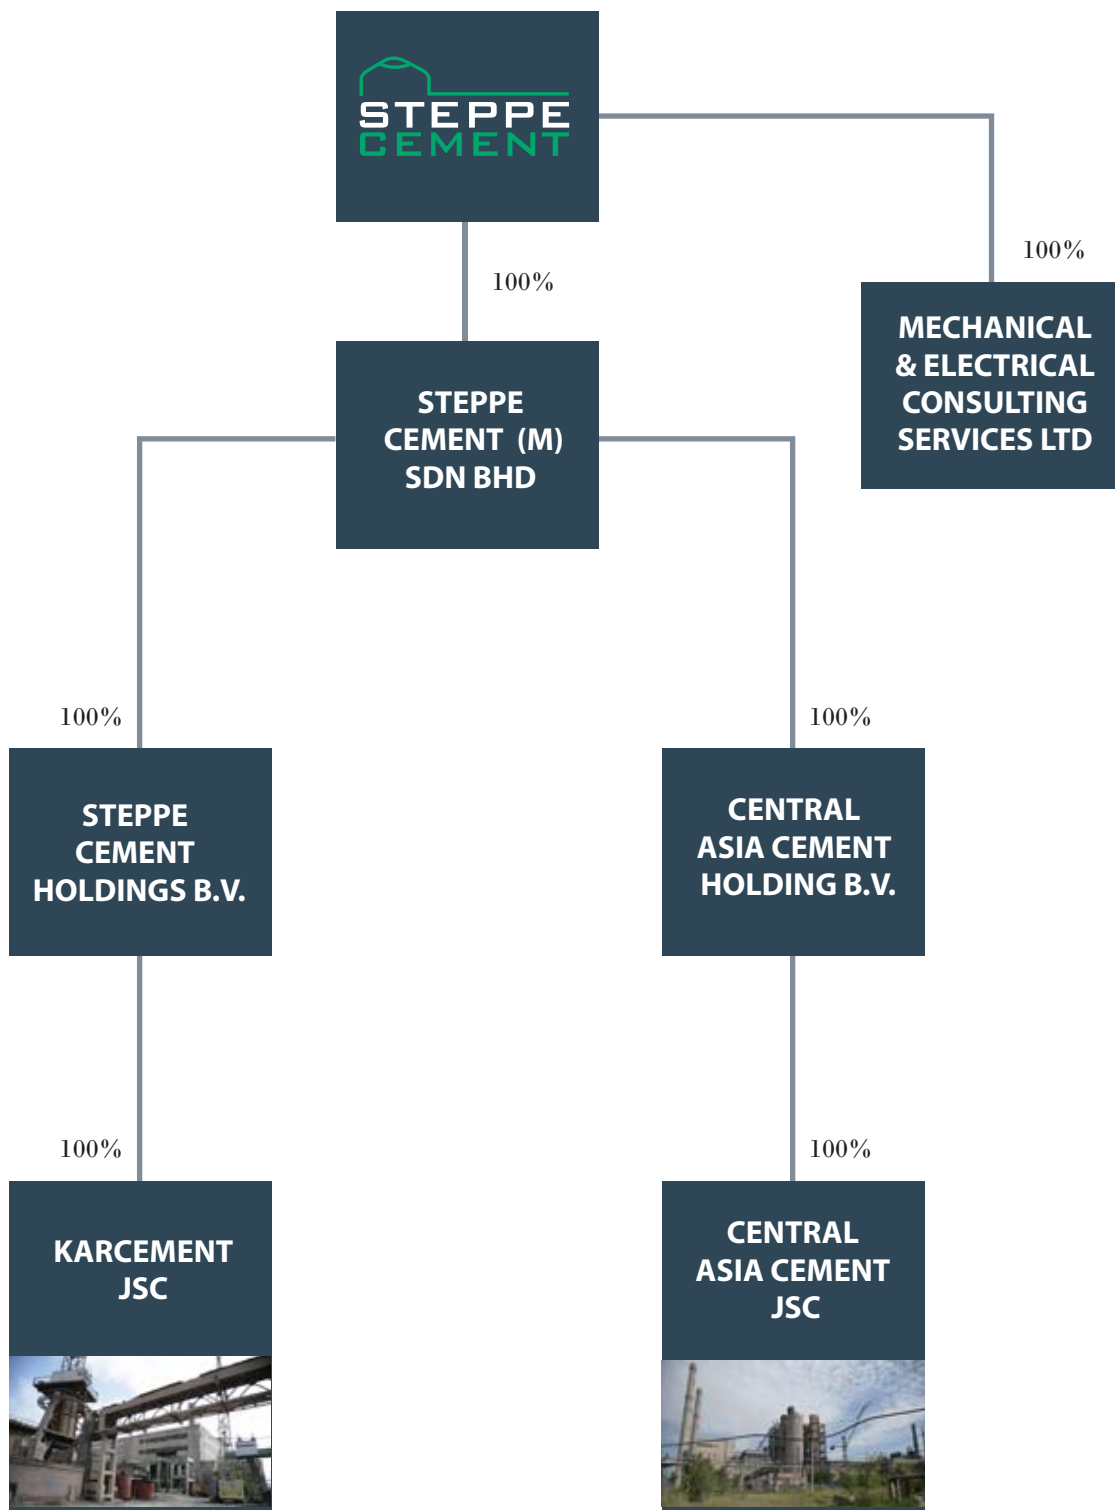 STEPPE
CEMENT
100%
100%
MECHANICAL
& ELECTRICAL
CONSULTING
SERVICES LTD
STEPPE
CEMENT (M)
SDN BHD
100%
100%
STEPPE
CEMENT
HOLDINGS B.V.
CENTRAL
ASIA CEMENT
HOLDING B.V.
100%
100%
KARCEMENT
JSC
CENTRAL
ASIA CEMENT
JSC